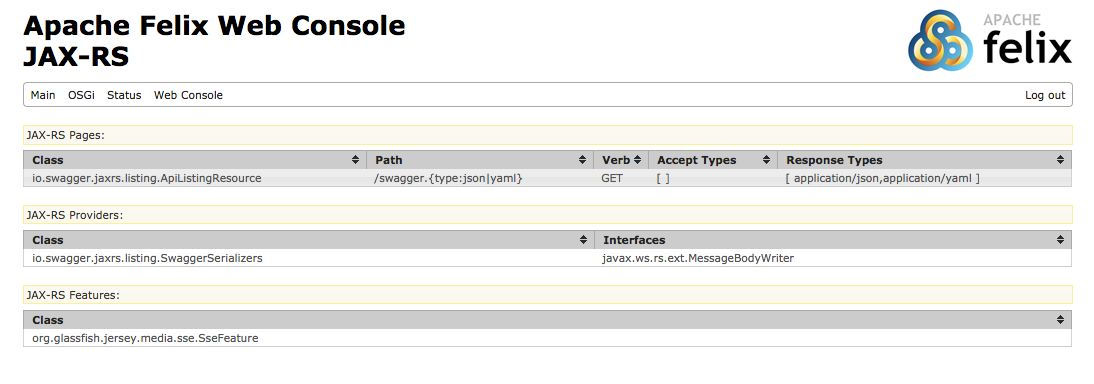 Apache Felix Web Console
JAX-RS
APACHE
felix
Main OSGi Status Web Console Log out
JAX-RS Pages:
Class Path Verb Accept Types Response Types
io.swagger.jaxrs.listing.ApiListingResource /swagger.{type:json|yaml} GET [ ] [ application/json,application/yaml ]
JAX-RS Providers:
Class Interfaces
io.swagger.jaxrs.listing.SwaggerSerializers javax.ws.rs.ext.MessageBodyWriter
JAX-RS Features:
Class
org.glassfish.jersey.media.sse.SseFeature